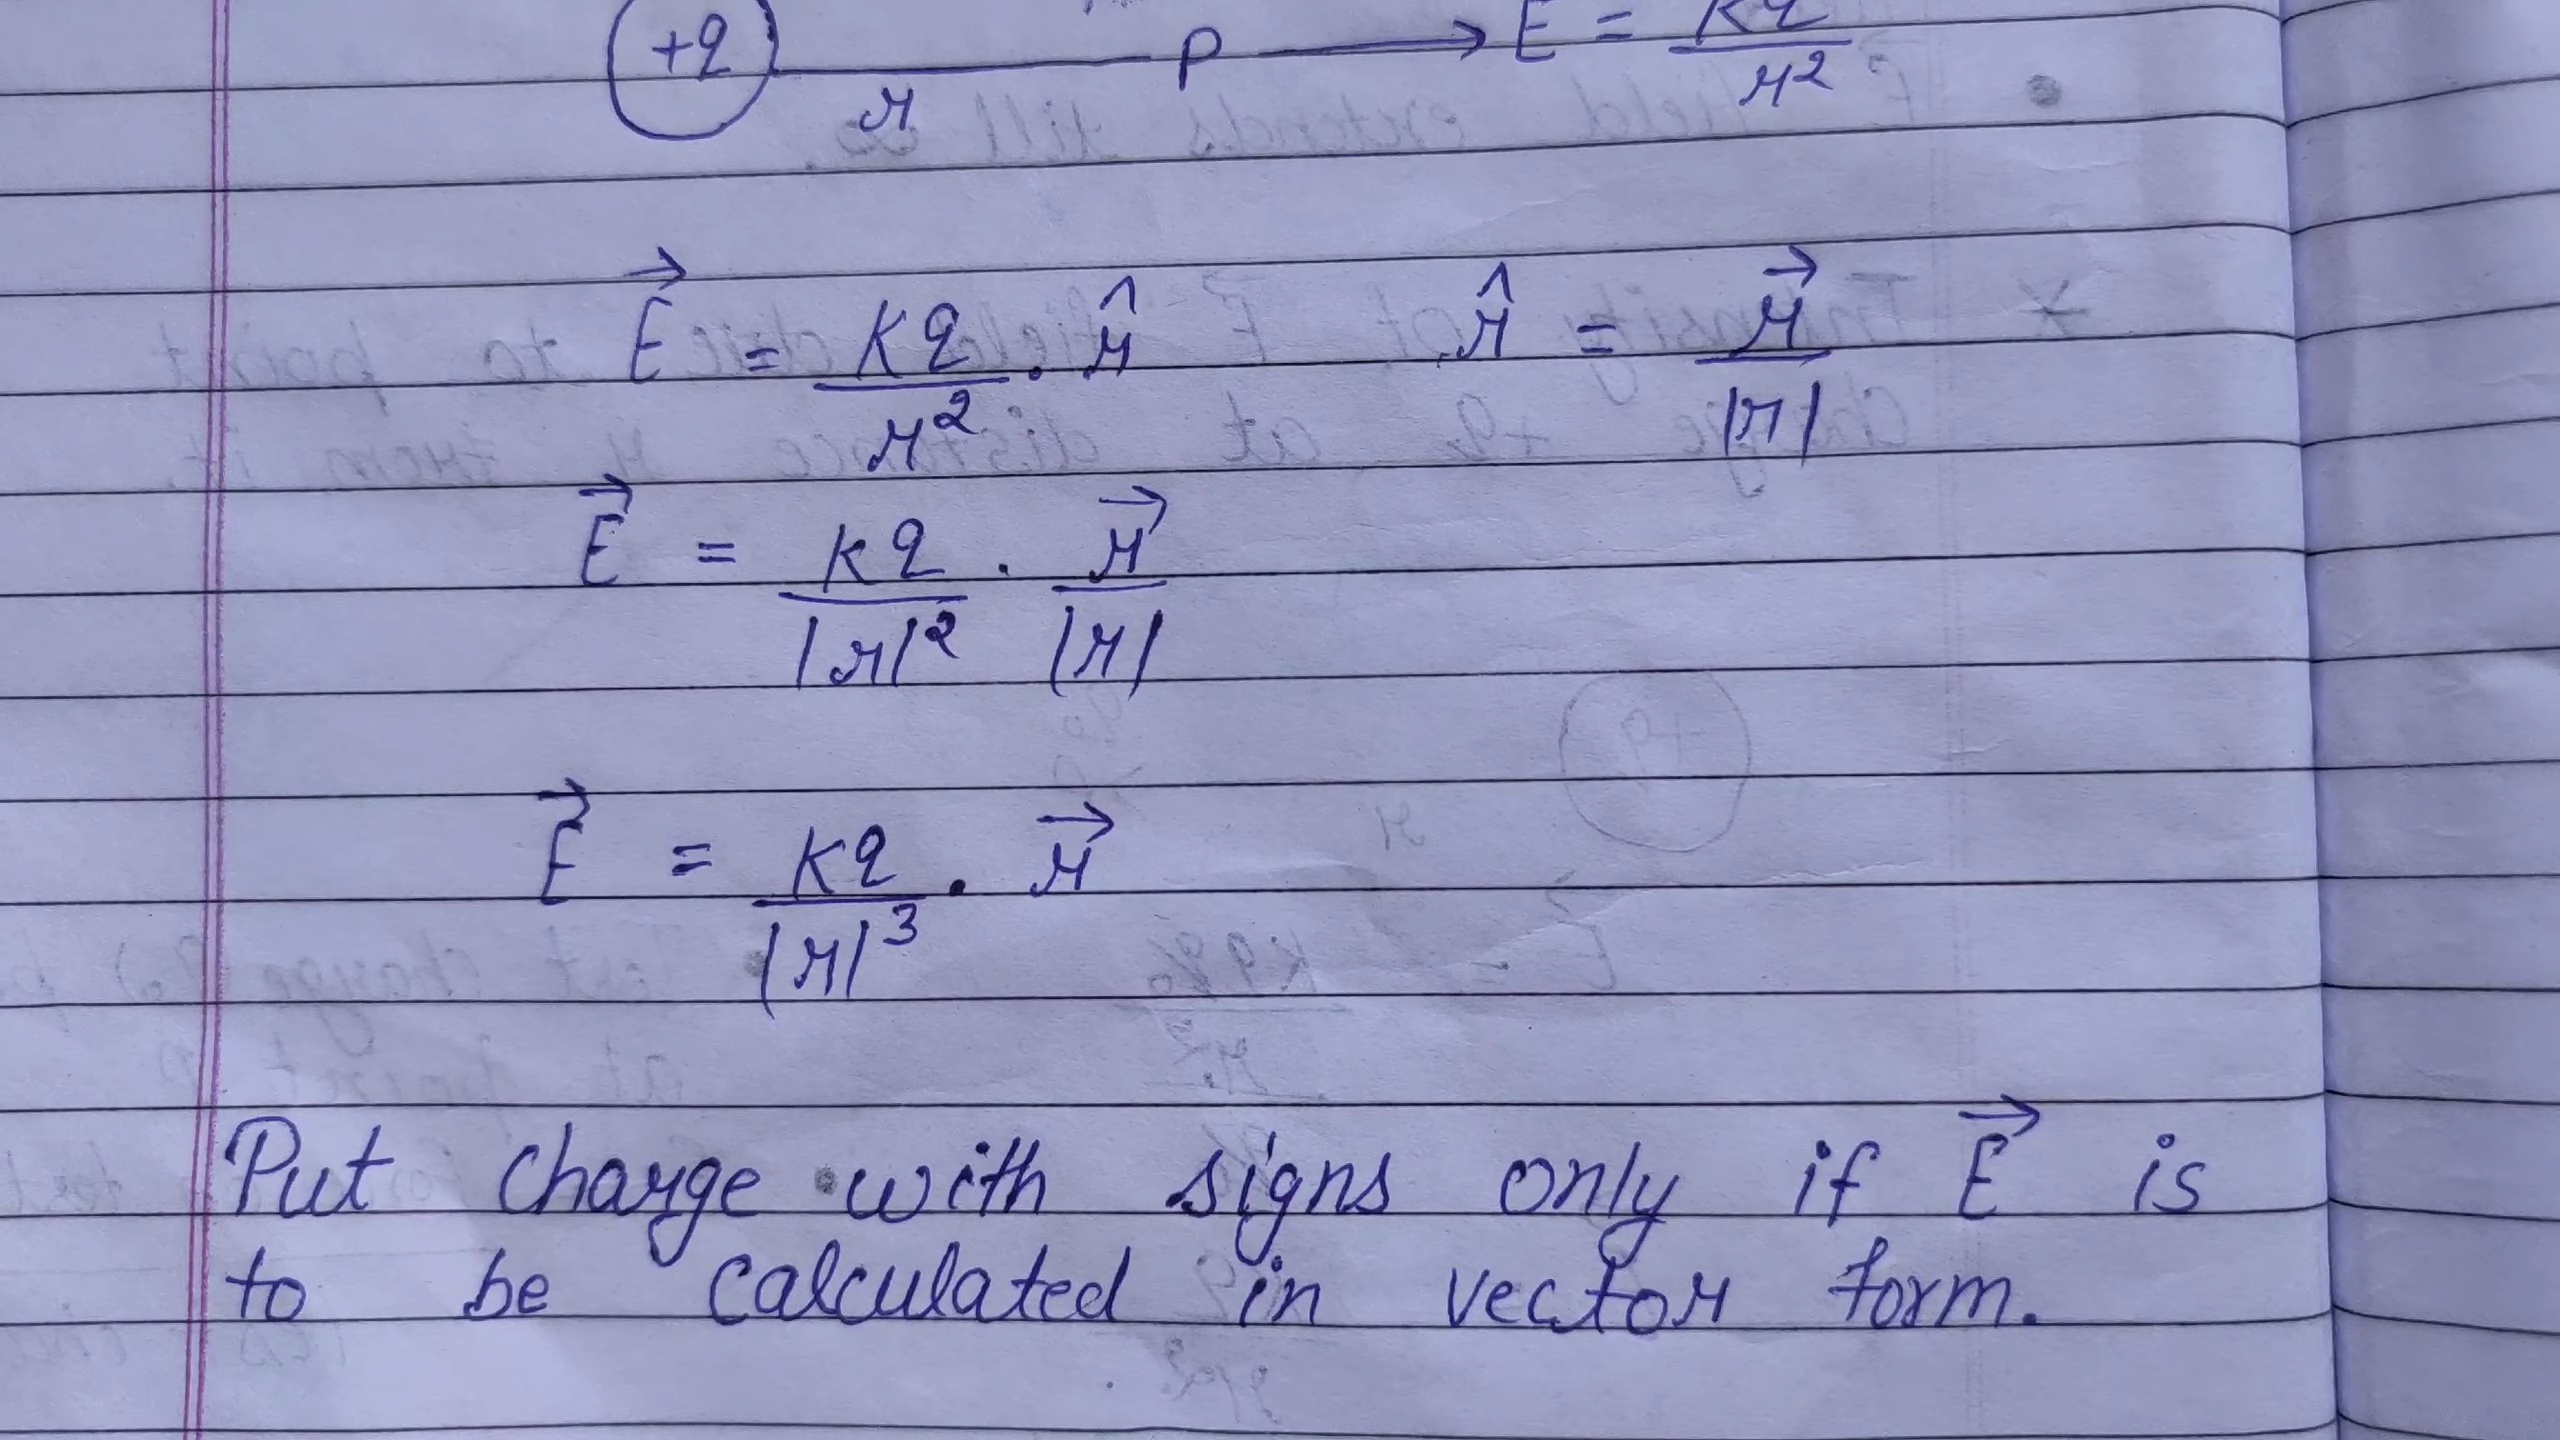 +q r P → E = kq/r²
E⃗ = kq/r² . r̂   r̂ = r⃗/|r|
E⃗ = kq/|r|² . r⃗/|r|
E⃗ = kq/|r|³ . r⃗
Put charge with signs only if E⃗ is
to be calculated in vector form.